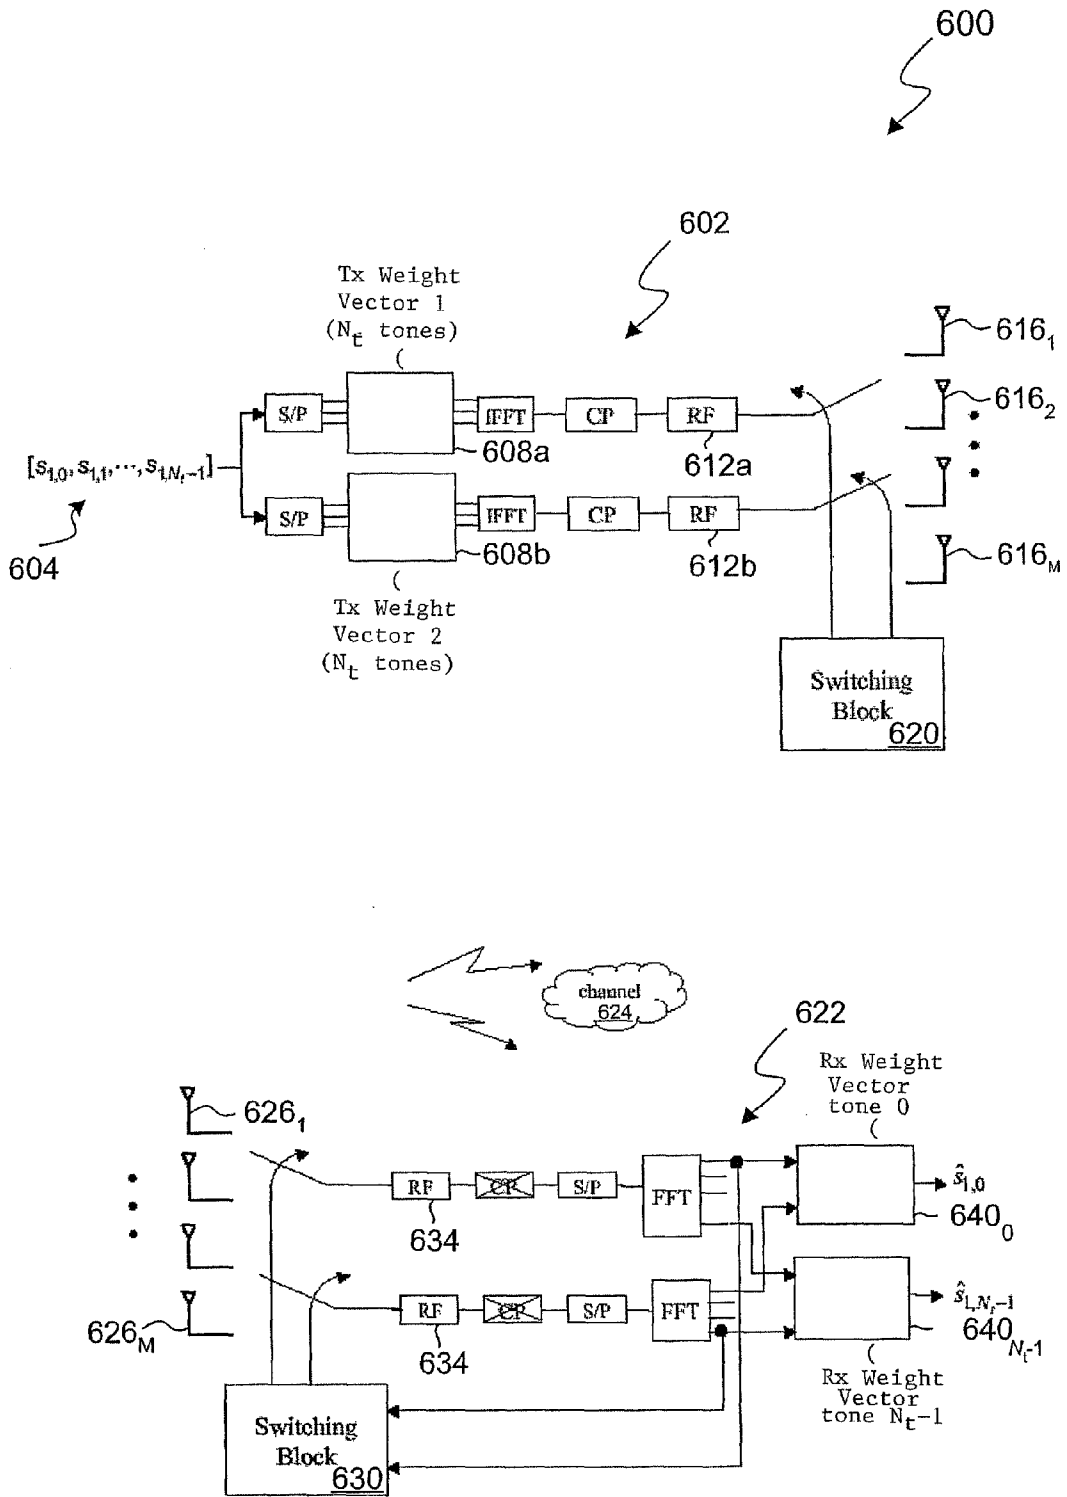 600
602
Tx Weight
Vector 1
(Nt tones)
616₁
S/P
IFFT
CP
RF
616₂
608a
612a
[s₁,₀, s₁,₁, ⋯, s₁,Nt−1]
604
S/P
IFFT
CP
RF
608b
612b
616M
Tx Weight
Vector 2
(Nt tones)
Switching
Block
620
channel
624
622
Rx Weight
Vector
tone 0
626₁
RF
CP
S/P
FFT
634
ŝ₁,₀
640₀
RF
CP
S/P
FFT
634
ŝ₁,Nt−1
640Nt-1
626M
Rx Weight
Vector
tone Nt-1
Switching
Block
630